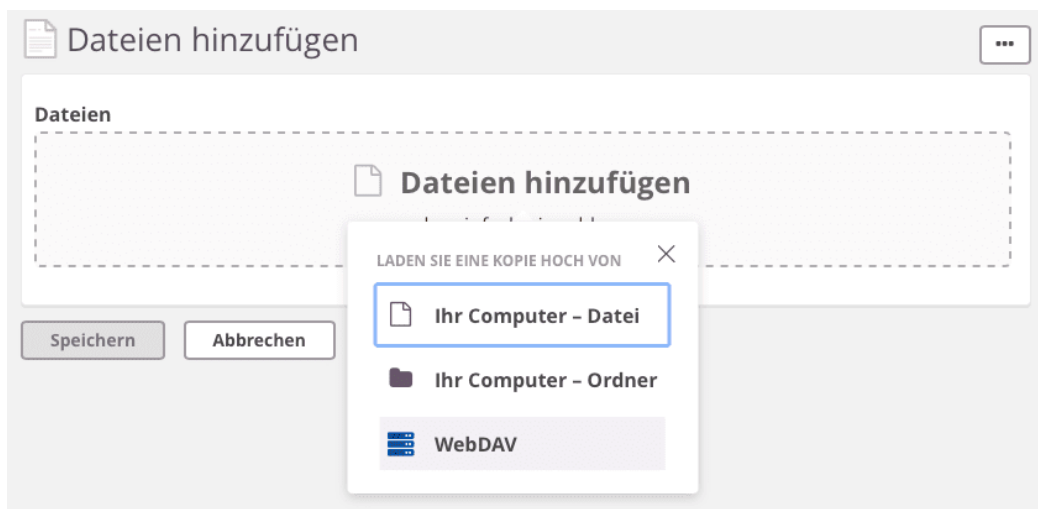 Dateien hinzufügen
•••
Dateien
Dateien hinzufügen
LADEN SIE EINE KOPIE HOCH VON
Ihr Computer – Datei
Speichern
Abbrechen
Ihr Computer – Ordner
WebDAV